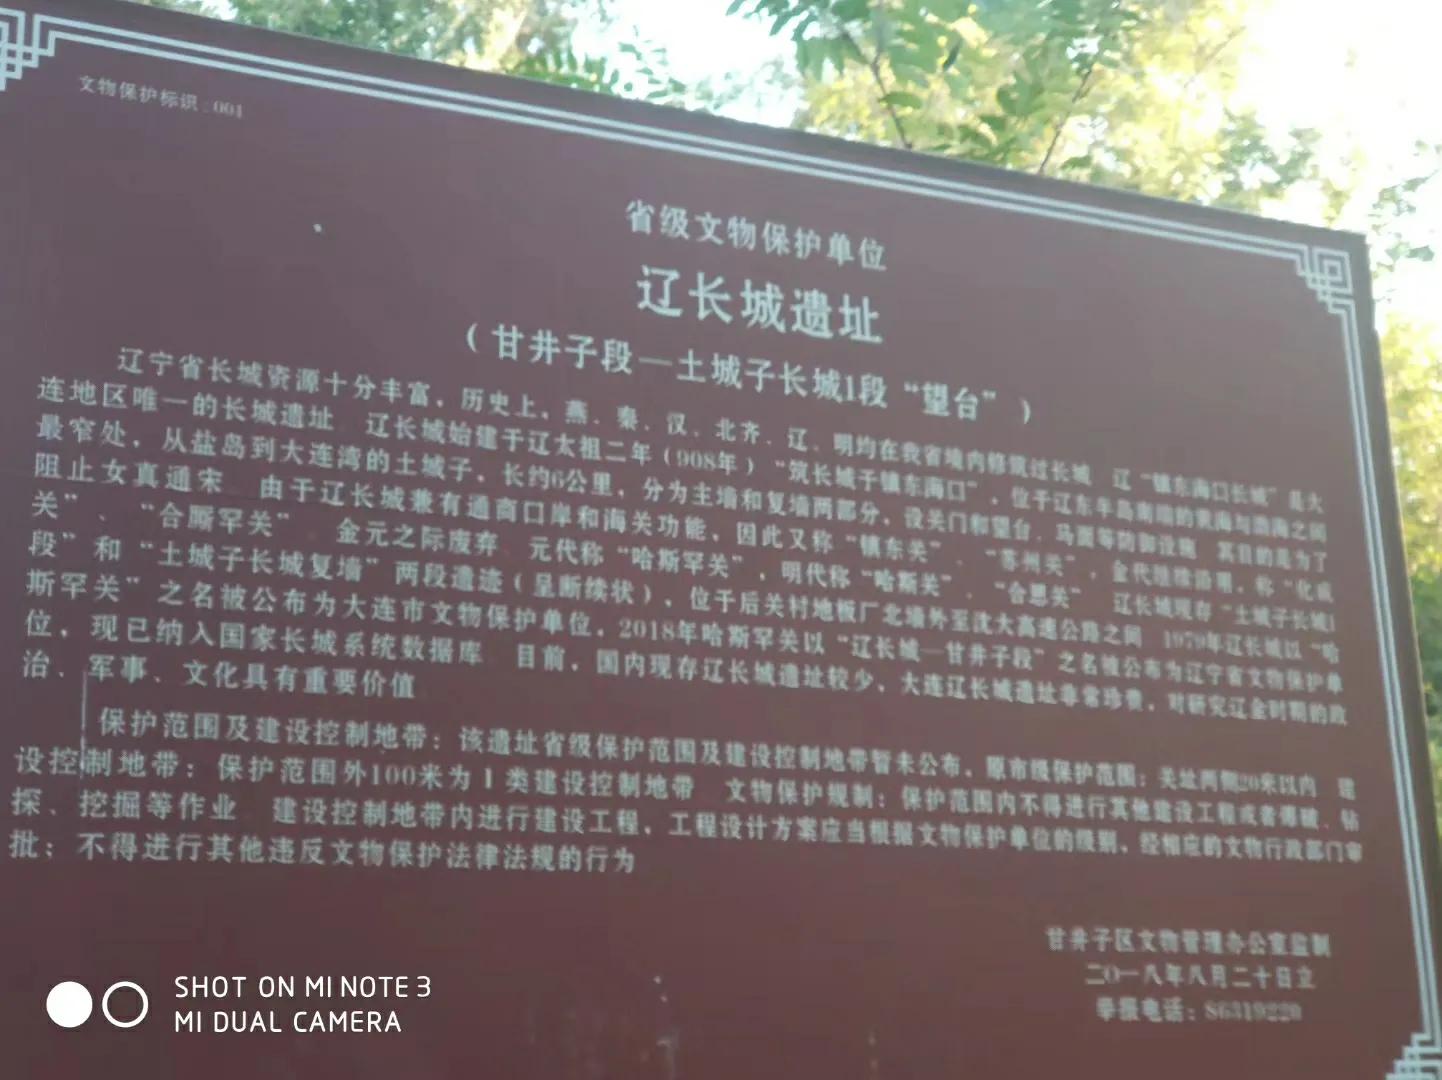 文物保护标识:001
省级文物保护单位
辽长城遗址
(甘井子段—土城子长城1段“望台”)
辽宁省长城资源十分丰富,历史上,燕、秦、汉、北齐、辽、明均在我省境内修筑过长城 辽“镇东海口长城”是大
连地区唯一的长城遗址 辽长城始建于辽太祖二年(908年)“筑长城于镇东海口”,位于辽东半岛南端的黄海与渤海之间
最窄处,从盐岛到大连湾的土城子,长约6公里,分为主墙和复墙两部分,设关门和望台、马面等防御设施 其目的是为了
阻止女真通宋 由于辽长城兼有通商口岸和海关功能,因此又称“镇东关”、“苏州关”,金代继续沿用,称“化成
关”、“合厮罕关” 金元之际废弃 元代称“哈斯罕关”,明代称“哈斯关”、“合思关” 辽长城现存“土城子长城1
段”和“土城子长城复墙”两段遗迹(呈断续状),位于后关村地板厂北墙外至沈大高速公路之间 1979年辽长城以“哈
斯罕关”之名被公布为大连市文物保护单位,2018年哈斯罕关以“辽长城—甘井子段”之名被公布为辽宁省文物保护单
位,现已纳入国家长城系统数据库 目前,国内现存辽长城遗址较少,大连辽长城遗址非常珍贵,对研究辽金时期的政
治、军事、文化具有重要价值
保护范围及建设控制地带:该遗址省级保护范围及建设控制地带暂未公布,原市级保护范围:关址两侧20米以内 建
设控制地带:保护范围外100米为Ⅰ类建设控制地带 文物保护规制:保护范围内不得进行其他建设工程或者爆破、钻
探、挖掘等作业 建设控制地带内进行建设工程,工程设计方案应当根据文物保护单位的级别,经相应的文物行政部门审
批;不得进行其他违反文物保护法律法规的行为
甘井子区文物管理办公室监制
二〇一八年八月二十日立
举报电话:86319220
SHOT ON MI NOTE 3
MI DUAL CAMERA